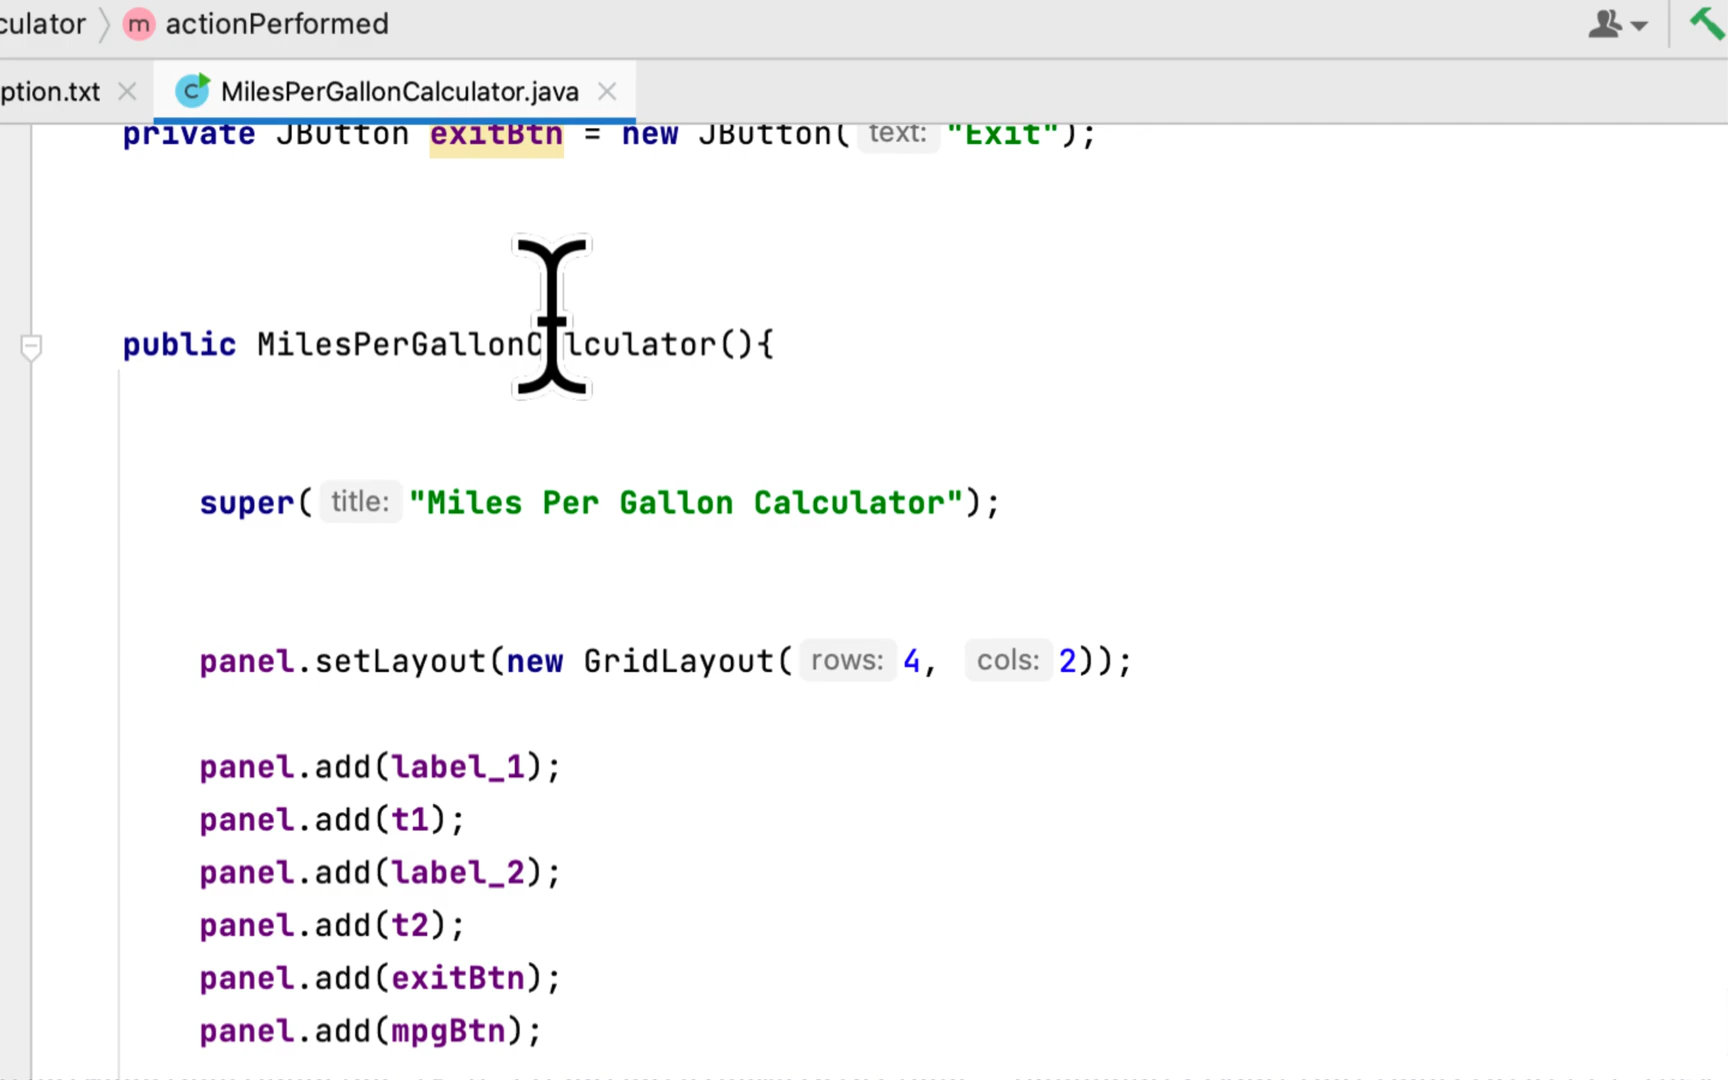 culator m actionPerformed
ption.txt C MilesPerGallonCalculator.java
private JButton exitBtn = new JButton( text: "Exit");
public MilesPerGallonCalculator(){
super( title: "Miles Per Gallon Calculator");
panel.setLayout(new GridLayout( rows: 4, cols: 2));
panel.add(label_1);
panel.add(t1);
panel.add(label_2);
panel.add(t2);
panel.add(exitBtn);
panel.add(mpgBtn);